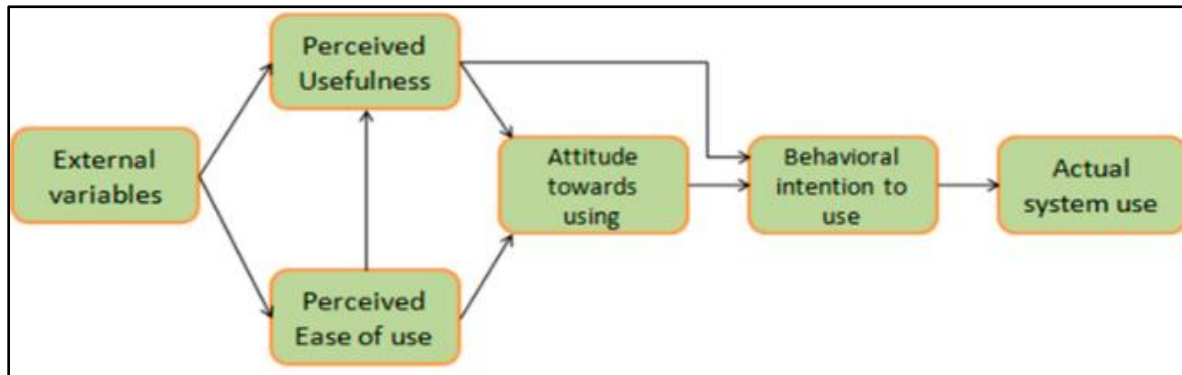 Perceived
Usefulness
External
variables
Attitude
towards
using
Behavioral
intention to
use
Actual
system use
Perceived
Ease of use